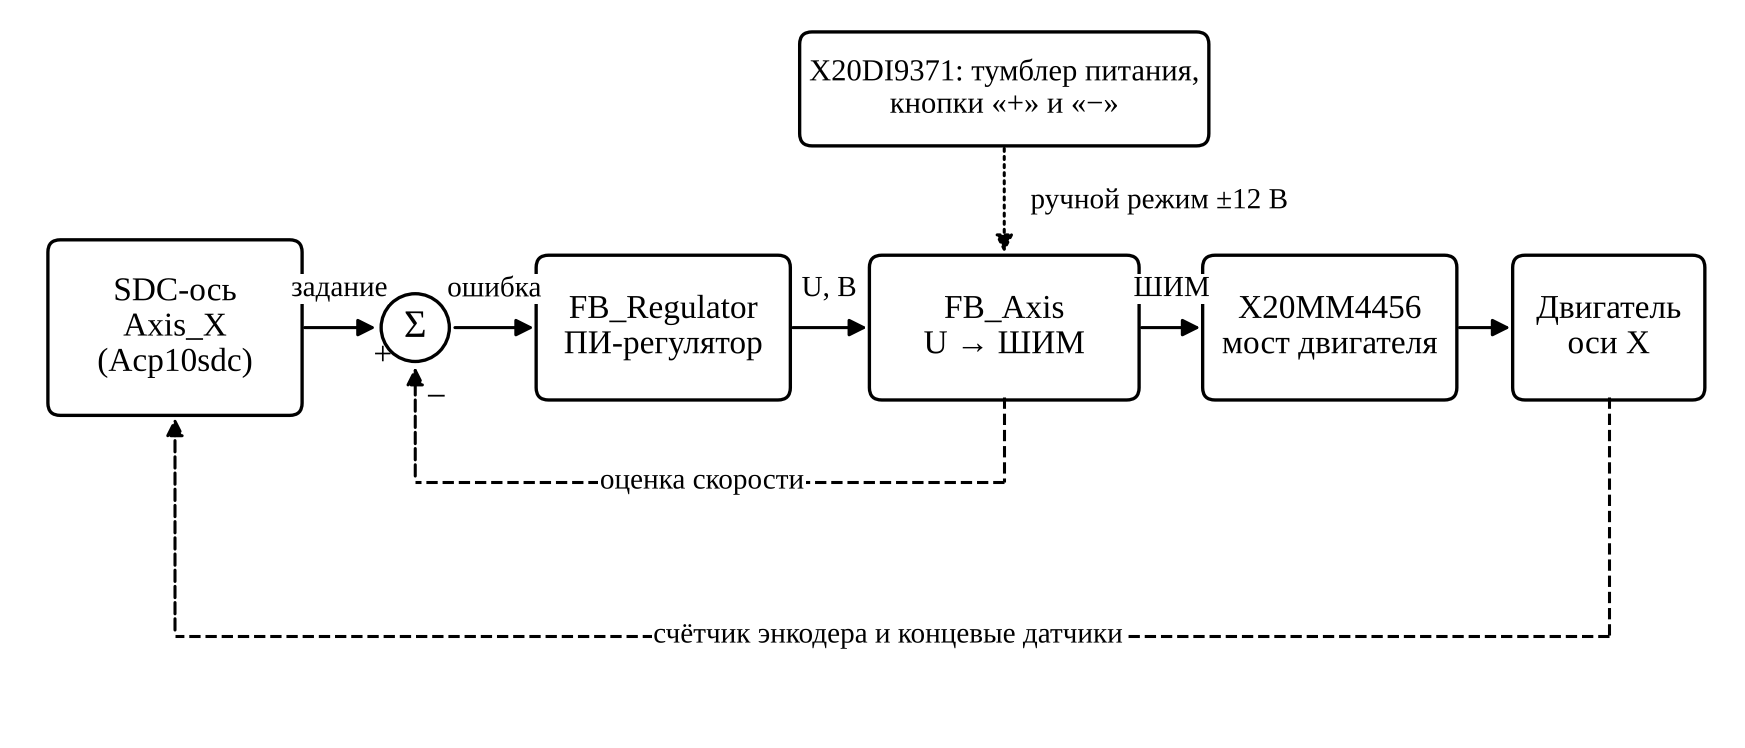 X20DI9371: тумблер питания,
кнопки «+» и «−»
ручной режим ±12 В
SDC-ось
Axis_X
(Acp10sdc)
задание
Σ
+
−
ошибка
FB_Regulator
ПИ-регулятор
U, В
FB_Axis
U → ШИМ
ШИМ
X20MM4456
мост двигателя
Двигатель
оси X
оценка скорости
счётчик энкодера и концевые датчики